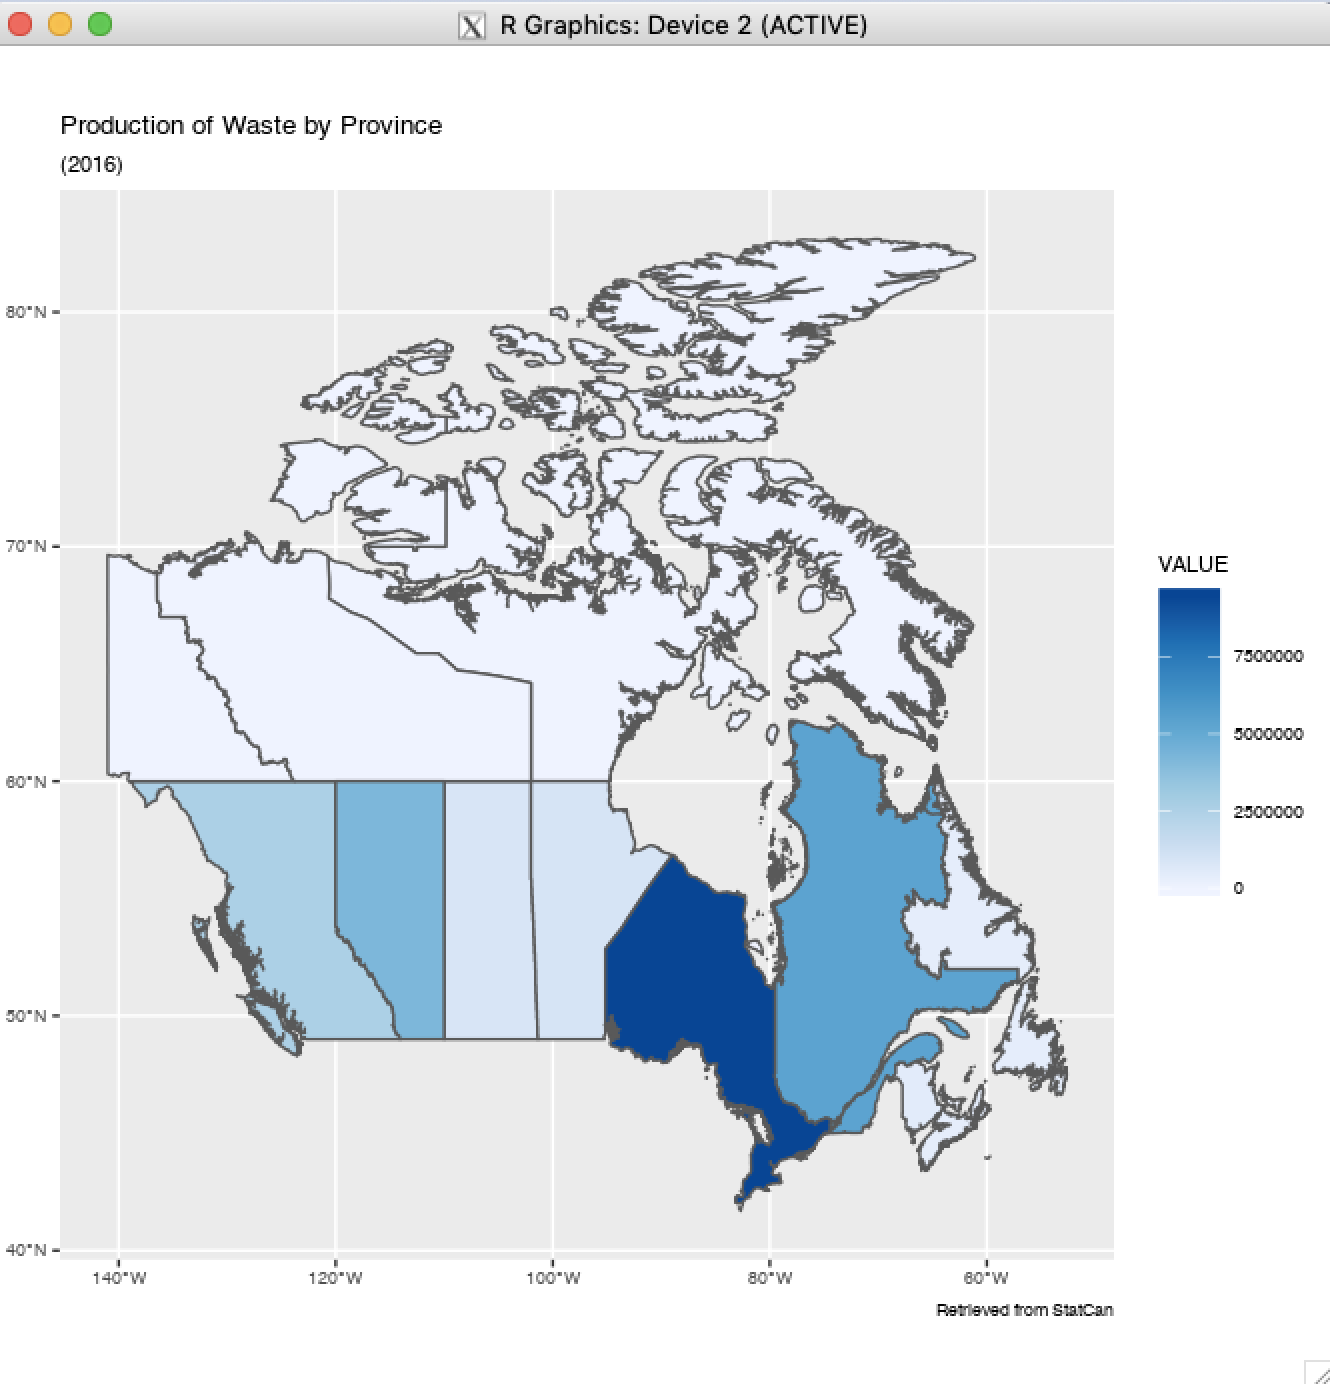 R Graphics: Device 2 (ACTIVE)
Production of Waste by Province
(2016)
80°N
70°N
60°N
50°N
40°N
140°W
120°W
100°W
80°W
60°W
VALUE
7500000
5000000
2500000
0
Retrieved from StatCan